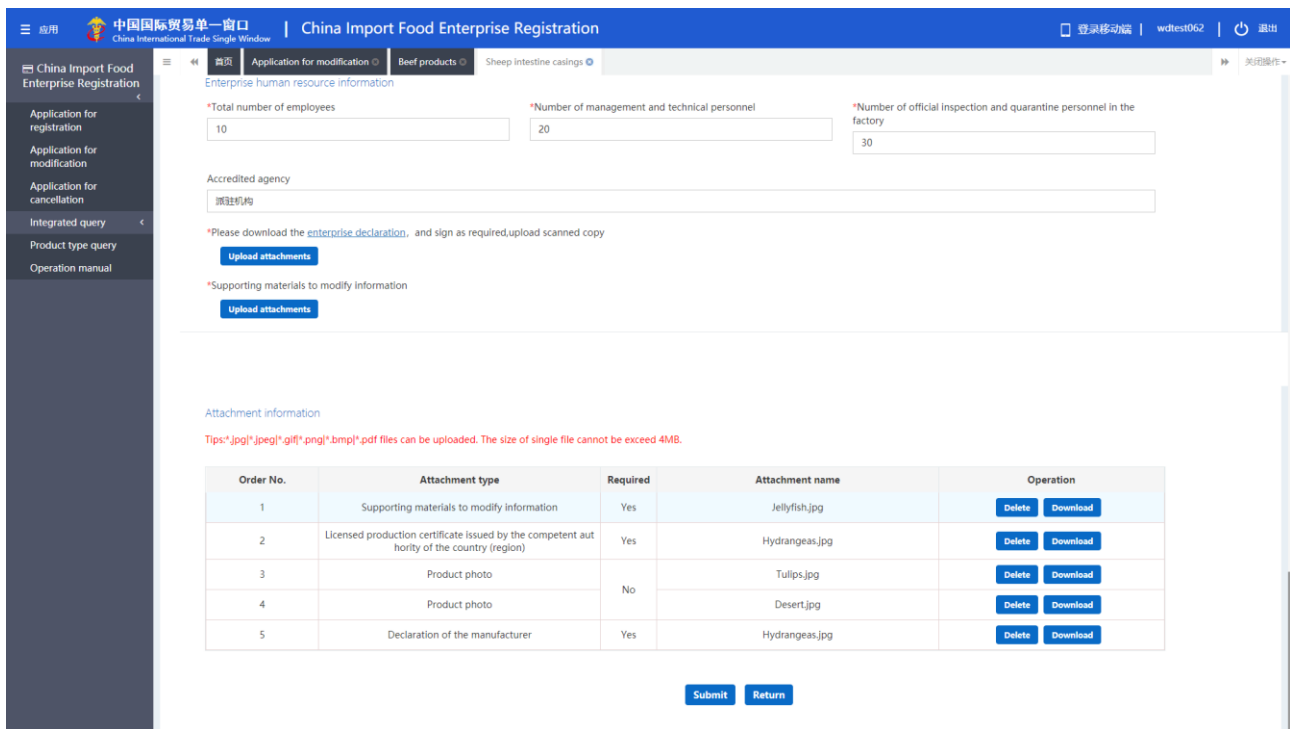 应用
中国国际贸易单一窗口 | China Import Food Enterprise Registration
China International Trade Single Window
登录移动端 | wdtest062 | 退出
China Import Food
Enterprise Registration
Application for
registration
Application for
modification
Application for
cancellation
Integrated query
Product type query
Operation manual
首页 Application for modification Beef products Sheep intestine casings 关闭操作
Enterprise human resource information
*Total number of employees
10
*Number of management and technical personnel
20
*Number of official inspection and quarantine personnel in the
factory
30
Accredited agency
派驻机构
*Please download the enterprise declaration，and sign as required,upload scanned copy
Upload attachments
*Supporting materials to modify information
Upload attachments
Attachment information
Tips:*.jpg|*.jpeg|*.gif|*.png|*.bmp|*.pdf files can be uploaded. The size of single file cannot be exceed 4MB.
Order No. Attachment type Required Attachment name Operation
1 Supporting materials to modify information Yes Jellyfish.jpg Delete Download
2 Licensed production certificate issued by the competent aut
hority of the country (region) Yes Hydrangeas.jpg Delete Download
3 Product photo No Tulips.jpg Delete Download
4 Product photo Desert.jpg Delete Download
5 Declaration of the manufacturer Yes Hydrangeas.jpg Delete Download
Submit Return